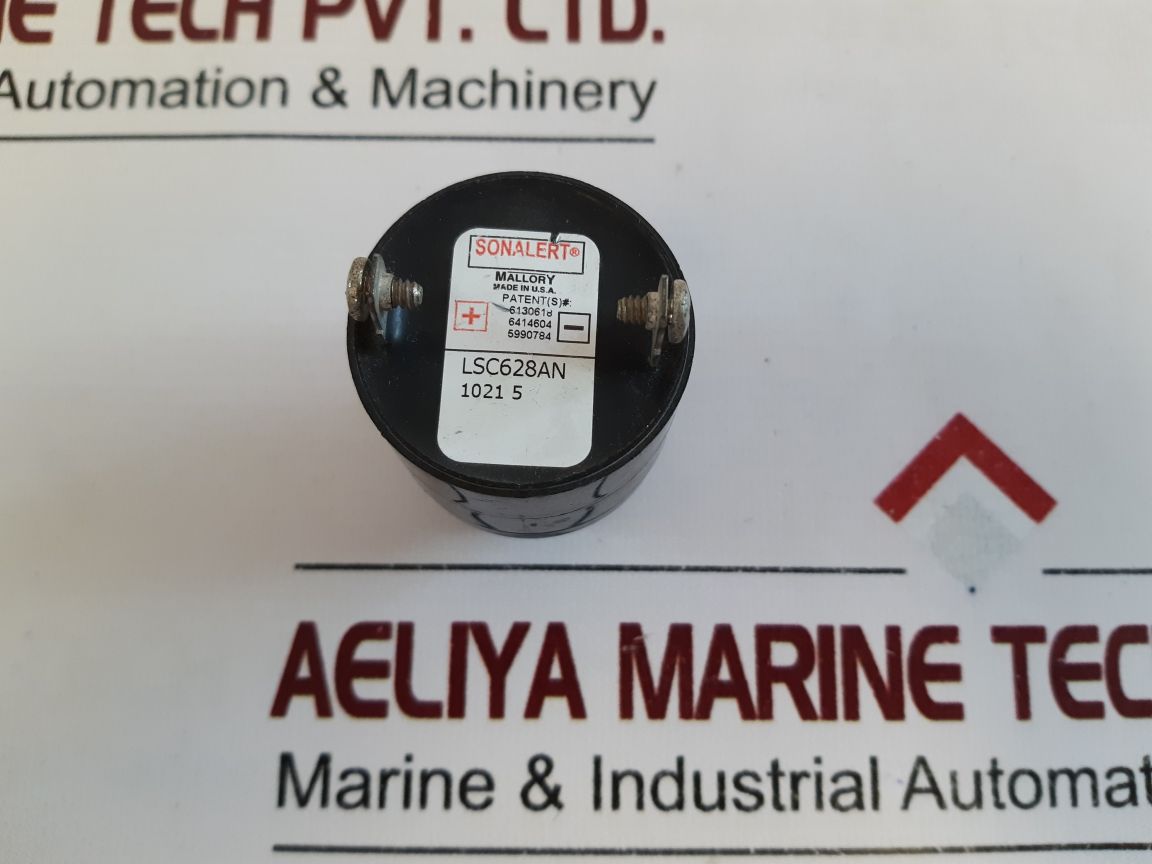 TECH PVT. LTD.
Automation & Machinery
SONALERT®
MALLORY
MADE IN U.S.A.
PATENT(S)#:
+
6130618
6414604
5990784
−
LSC628AN
1021 5
AELIYA MARINE TEC
Marine & Industrial Automat